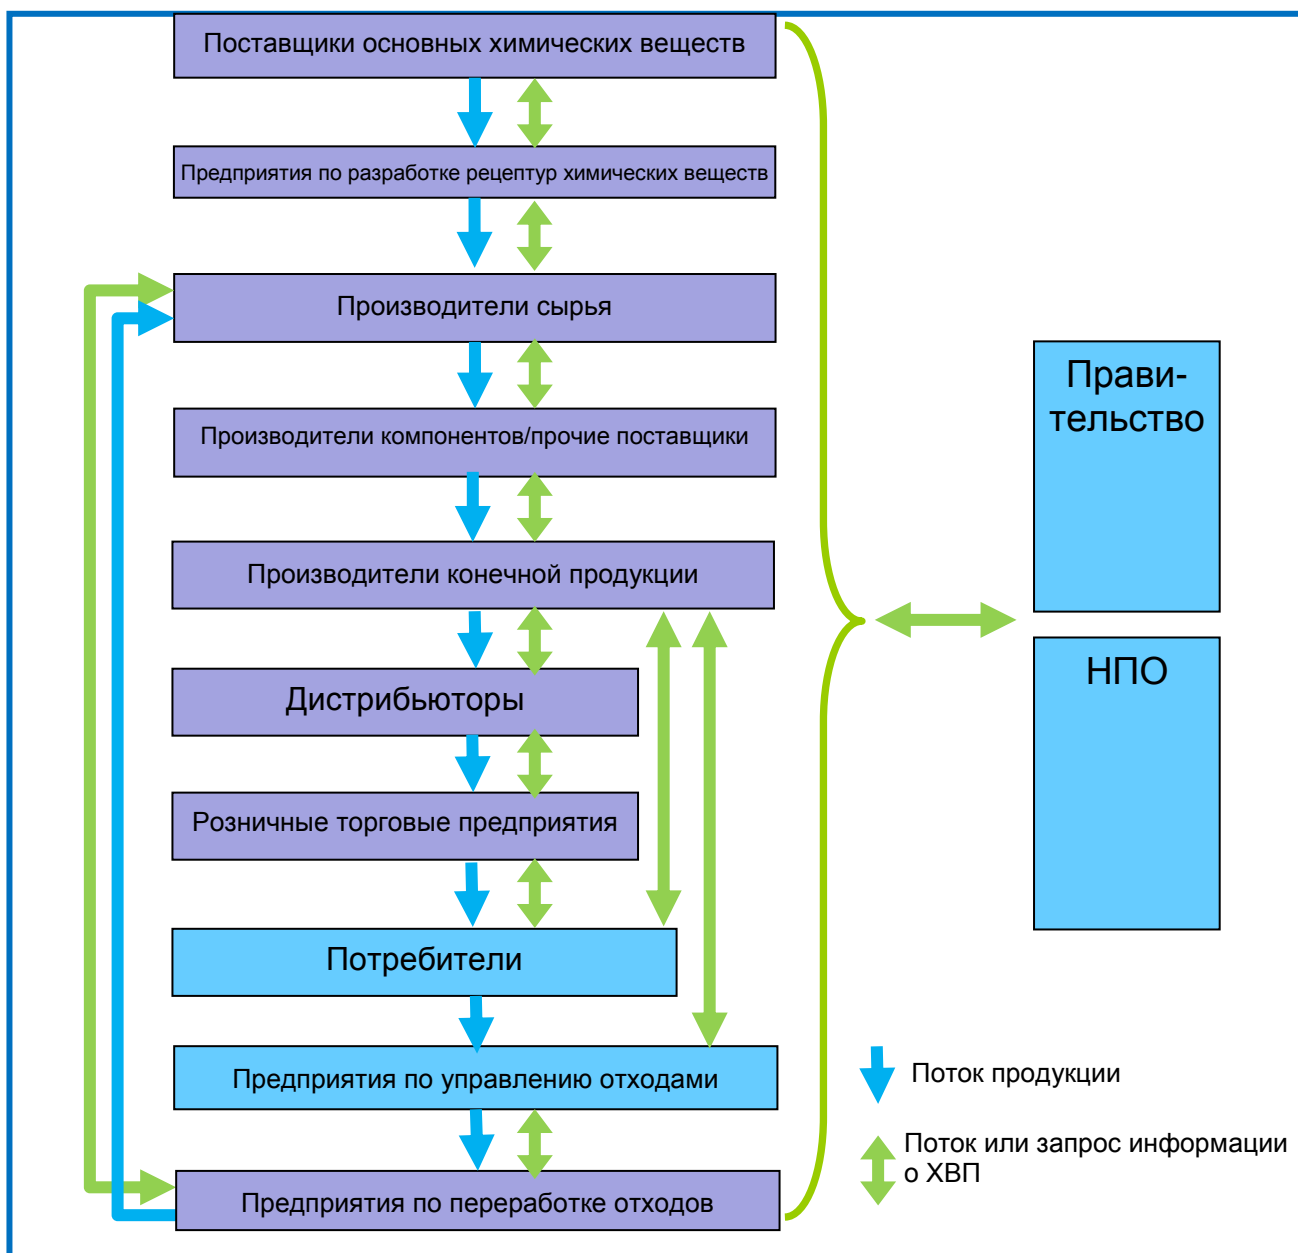 Поставщики основных химических веществ
Предприятия по разработке рецептур химических веществ
Производители сырья
Производители компонентов/прочие поставщики
Производители конечной продукции
Дистрибьюторы
Розничные торговые предприятия
Потребители
Предприятия по управлению отходами
Предприятия по переработке отходов
Прави-
тельство
НПО
Поток продукции
Поток или запрос информации
о ХВП